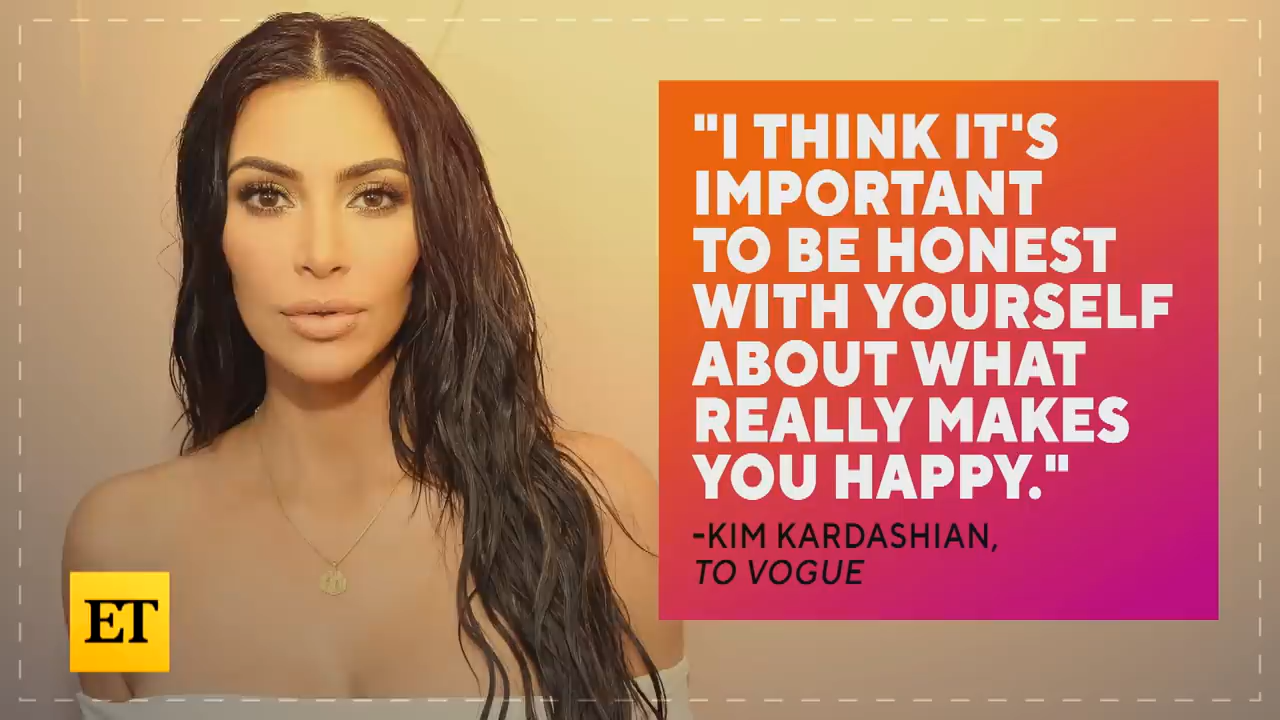 "I THINK IT'S
IMPORTANT
TO BE HONEST
WITH YOURSELF
ABOUT WHAT
REALLY MAKES
YOU HAPPY."
-KIM KARDASHIAN,
TO VOGUE
ET